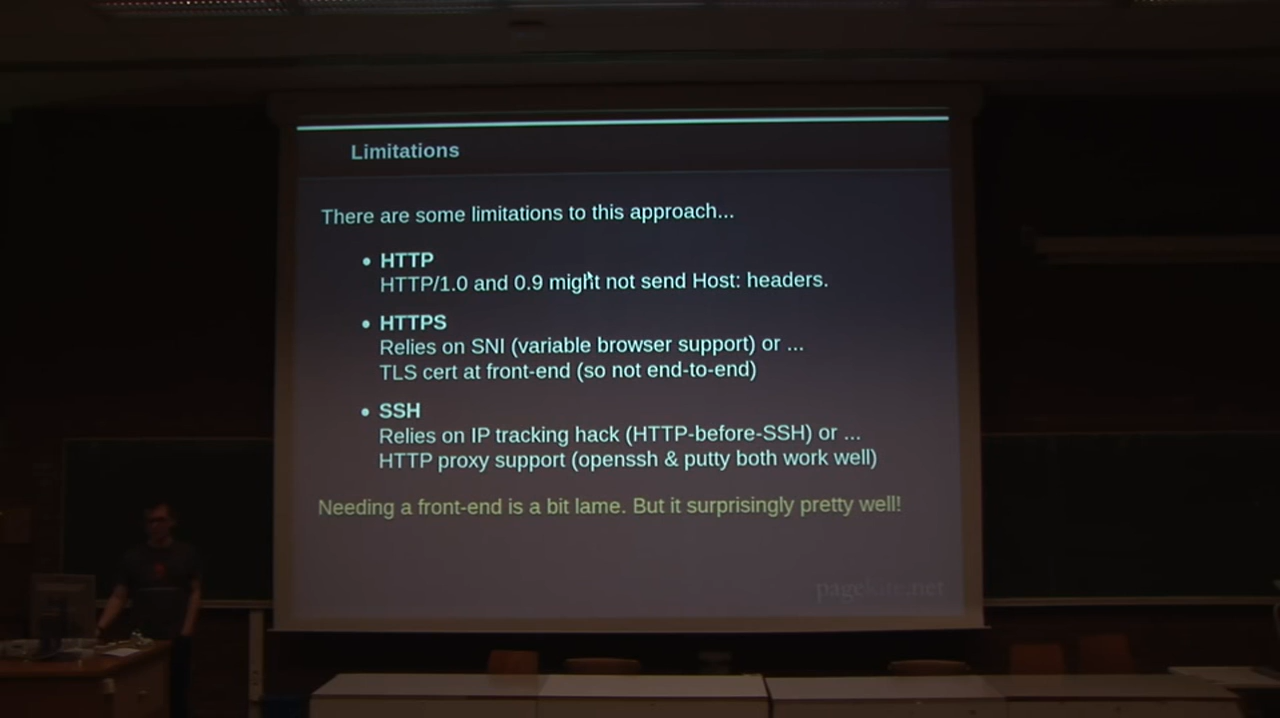 Limitations
There are some limitations to this approach...
• HTTP
HTTP/1.0 and 0.9 might not send Host: headers.
• HTTPS
Relies on SNI (variable browser support) or ...
TLS cert at front-end (so not end-to-end)
• SSH
Relies on IP tracking hack (HTTP-before-SSH) or ...
HTTP proxy support (openssh & putty both work well)
Needing a front-end is a bit lame. But it surprisingly pretty well!
pagekite.net